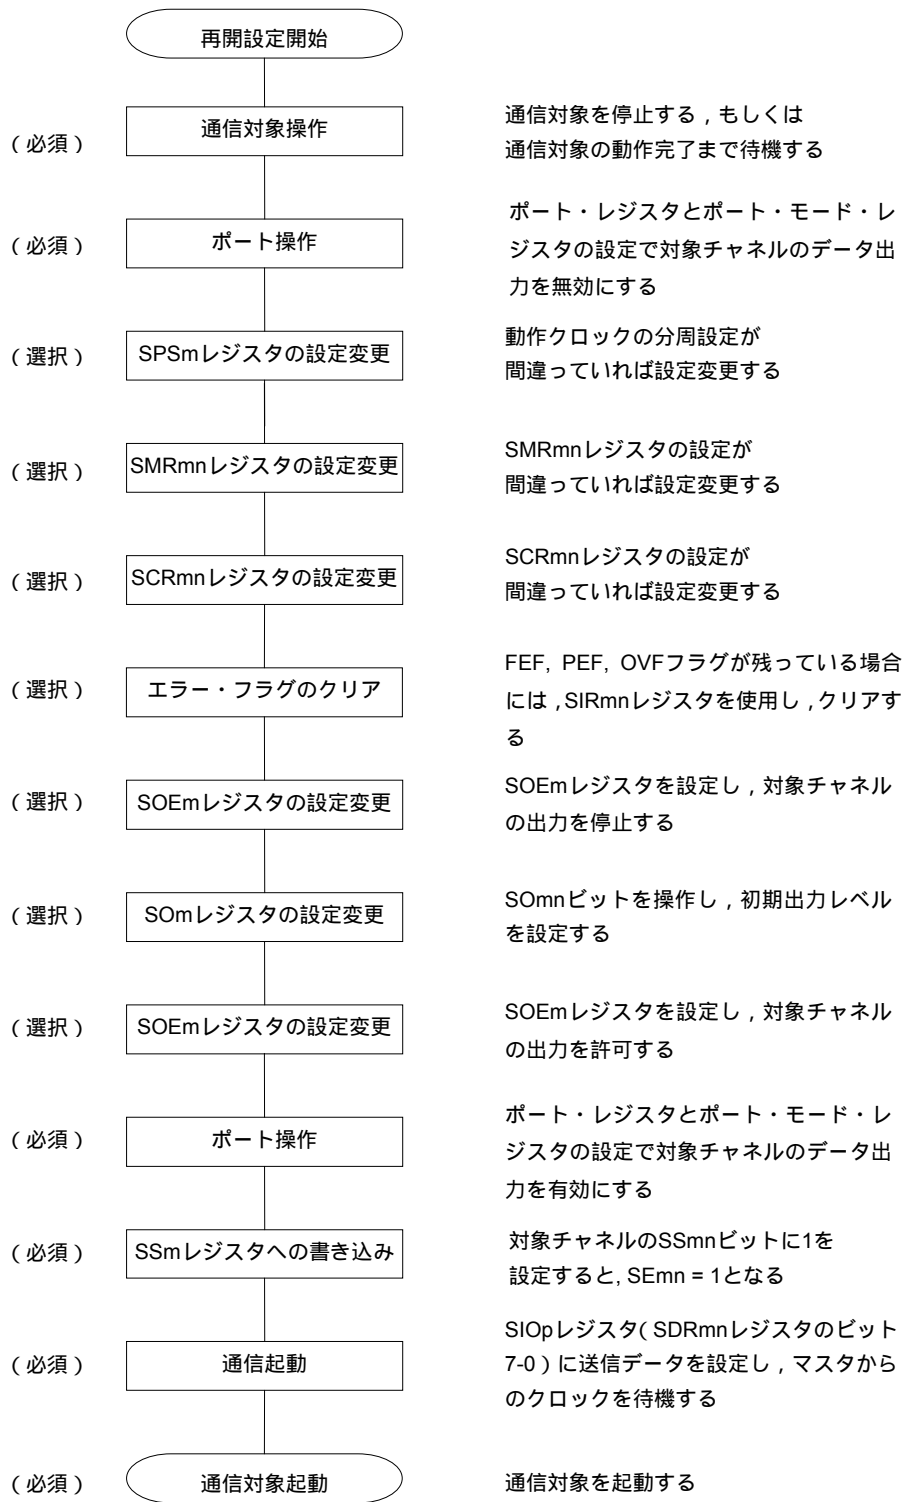 再開設定開始
(必須)
通信対象操作
通信対象を停止する,もしくは
通信対象の動作完了まで待機する
(必須)
ポート操作
ポート・レジスタとポート・モード・レ
ジスタの設定で対象チャネルのデータ出
力を無効にする
(選択)
SPSmレジスタの設定変更
動作クロックの分周設定が
間違っていれば設定変更する
(選択)
SMRmnレジスタの設定変更
SMRmnレジスタの設定が
間違っていれば設定変更する
(選択)
SCRmnレジスタの設定変更
SCRmnレジスタの設定が
間違っていれば設定変更する
(選択)
エラー・フラグのクリア
FEF, PEF, OVFフラグが残っている場合
には,SIRmnレジスタを使用し,クリアす
る
(選択)
SOEmレジスタの設定変更
SOEmレジスタを設定し,対象チャネル
の出力を停止する
(選択)
SOmレジスタの設定変更
SOmnビットを操作し,初期出力レベル
を設定する
(選択)
SOEmレジスタの設定変更
SOEmレジスタを設定し,対象チャネル
の出力を許可する
(必須)
ポート操作
ポート・レジスタとポート・モード・レ
ジスタの設定で対象チャネルのデータ出
力を有効にする
(必須)
SSmレジスタへの書き込み
対象チャネルのSSmnビットに1を
設定すると, SEmn = 1となる
(必須)
通信起動
SIOpレジスタ(SDRmnレジスタのビット
7-0)に送信データを設定し,マスタから
のクロックを待機する
(必須)
通信対象起動
通信対象を起動する